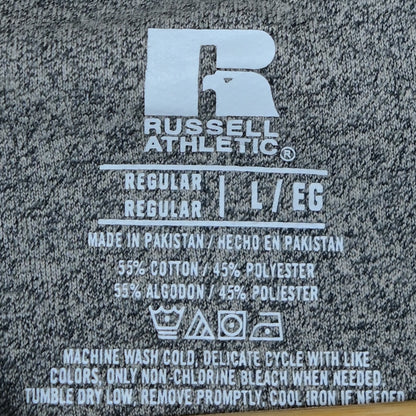 R
RUSSELL
ATHLETIC®
REGULAR
REGULAR
L / EG
MADE IN PAKISTAN / HECHO EN PAKISTAN
55% COTTON / 45% POLYESTER
55% ALGODON / 45% POLIESTER
MACHINE WASH COLD, DELICATE CYCLE WITH LIKE
COLORS, ONLY NON-CHLORINE BLEACH WHEN NEEDED.
TUMBLE DRY LOW. REMOVE PROMPTLY. COOL IRON IF NEEDED